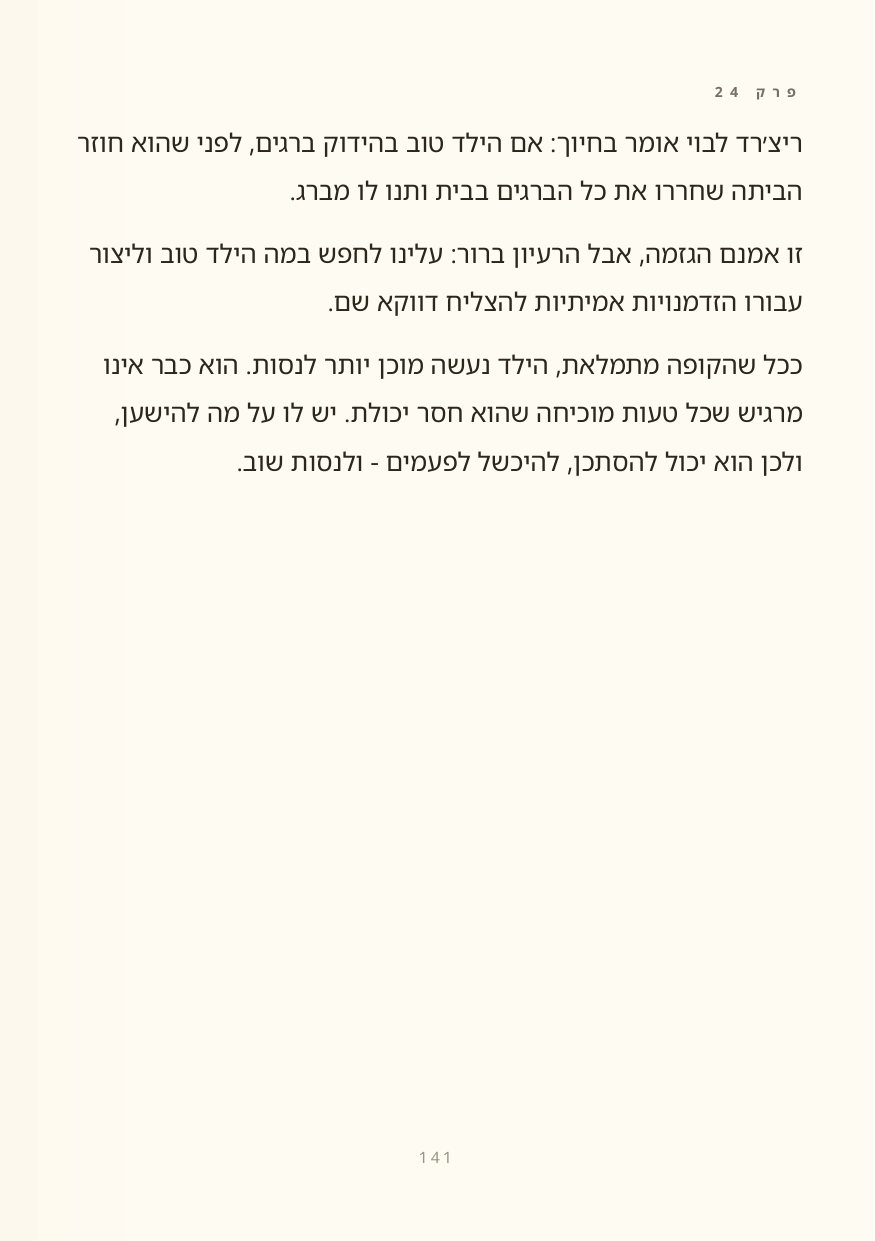 פרק 24
ריצ׳רד לבוי אומר בחיוך: אם הילד טוב בהידוק ברגים, לפני שהוא חוזר
הביתה שחררו את כל הברגים בבית ותנו לו מברג.
זו אמנם הגזמה, אבל הרעיון ברור: עלינו לחפש במה הילד טוב וליצור
עבורו הזדמנויות אמיתיות להצליח דווקא שם.
ככל שהקופה מתמלאת, הילד נעשה מוכן יותר לנסות. הוא כבר אינו
מרגיש שכל טעות מוכיחה שהוא חסר יכולת. יש לו על מה להישען,
ולכן הוא יכול להסתכן, להיכשל לפעמים - ולנסות שוב.
141